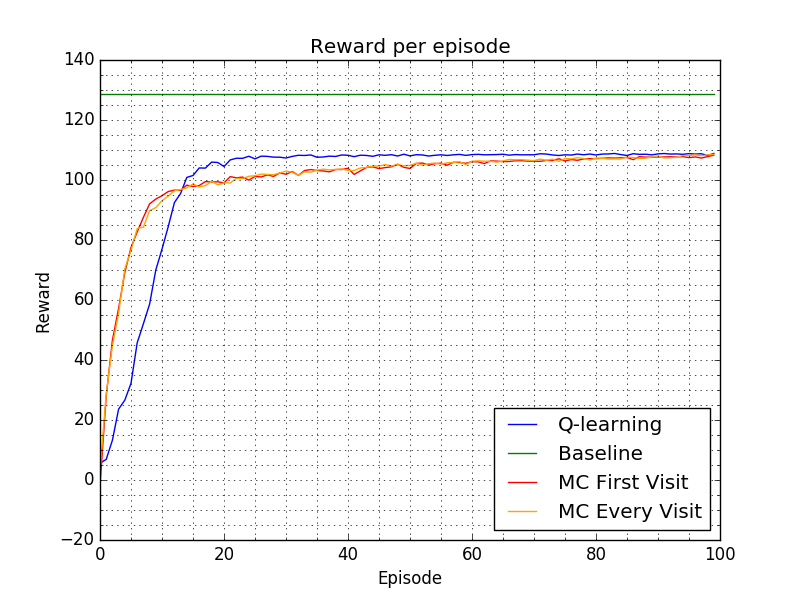 Reward per episode
140
120
100
80
60
40
20
0
−20
Reward
0 20 40 60 80 100
Episode
Q-learning
Baseline
MC First Visit
MC Every Visit